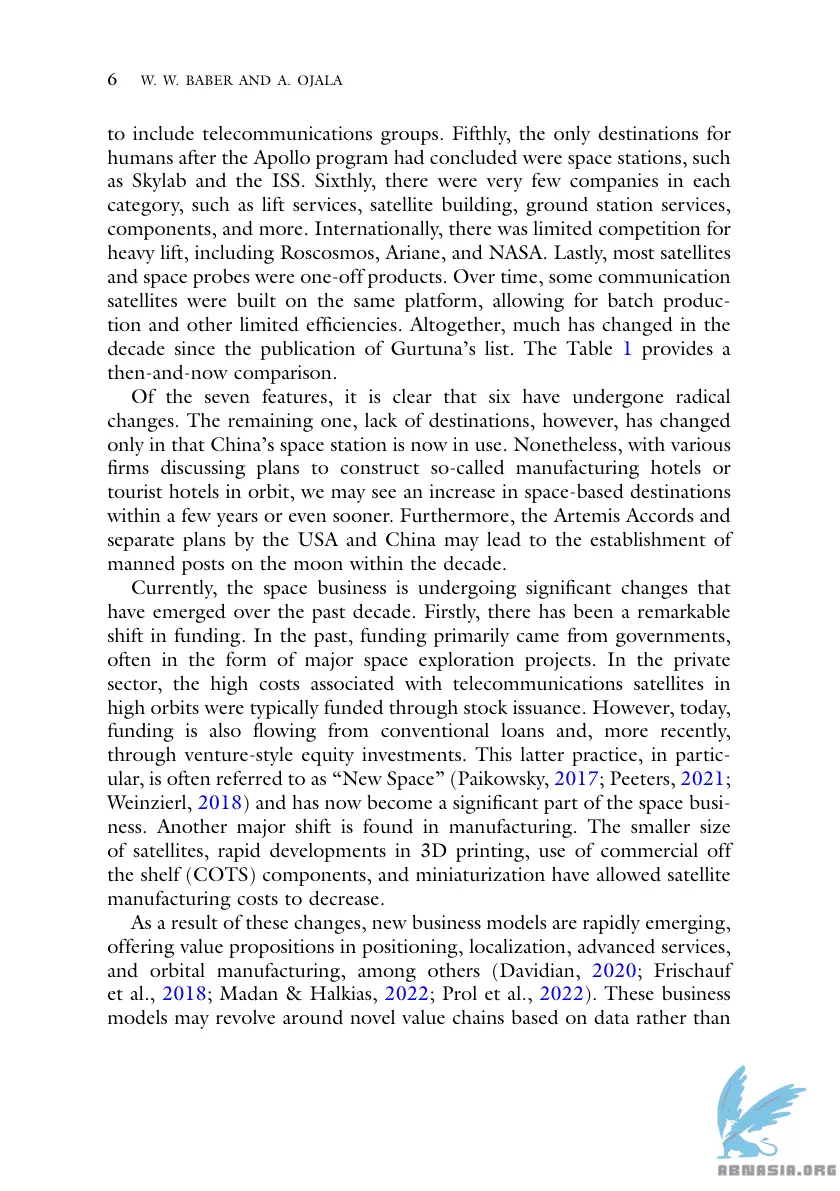 6 W. W. BABER AND A. OJALA
to include telecommunications groups. Fifthly, the only destinations for
humans after the Apollo program had concluded were space stations, such
as Skylab and the ISS. Sixthly, there were very few companies in each
category, such as lift services, satellite building, ground station services,
components, and more. Internationally, there was limited competition for
heavy lift, including Roscosmos, Ariane, and NASA. Lastly, most satellites
and space probes were one-off products. Over time, some communication
satellites were built on the same platform, allowing for batch produc-
tion and other limited efficiencies. Altogether, much has changed in the
decade since the publication of Gurtuna’s list. The Table 1 provides a
then-and-now comparison.
Of the seven features, it is clear that six have undergone radical
changes. The remaining one, lack of destinations, however, has changed
only in that China’s space station is now in use. Nonetheless, with various
firms discussing plans to construct so-called manufacturing hotels or
tourist hotels in orbit, we may see an increase in space-based destinations
within a few years or even sooner. Furthermore, the Artemis Accords and
separate plans by the USA and China may lead to the establishment of
manned posts on the moon within the decade.
Currently, the space business is undergoing significant changes that
have emerged over the past decade. Firstly, there has been a remarkable
shift in funding. In the past, funding primarily came from governments,
often in the form of major space exploration projects. In the private
sector, the high costs associated with telecommunications satellites in
high orbits were typically funded through stock issuance. However, today,
funding is also flowing from conventional loans and, more recently,
through venture-style equity investments. This latter practice, in partic-
ular, is often referred to as “New Space” (Paikowsky, 2017; Peeters, 2021;
Weinzierl, 2018) and has now become a significant part of the space busi-
ness. Another major shift is found in manufacturing. The smaller size
of satellites, rapid developments in 3D printing, use of commercial off
the shelf (COTS) components, and miniaturization have allowed satellite
manufacturing costs to decrease.
As a result of these changes, new business models are rapidly emerging,
offering value propositions in positioning, localization, advanced services,
and orbital manufacturing, among others (Davidian, 2020; Frischauf
et al., 2018; Madan & Halkias, 2022; Prol et al., 2022). These business
models may revolve around novel value chains based on data rather than
ABNASIA.ORG